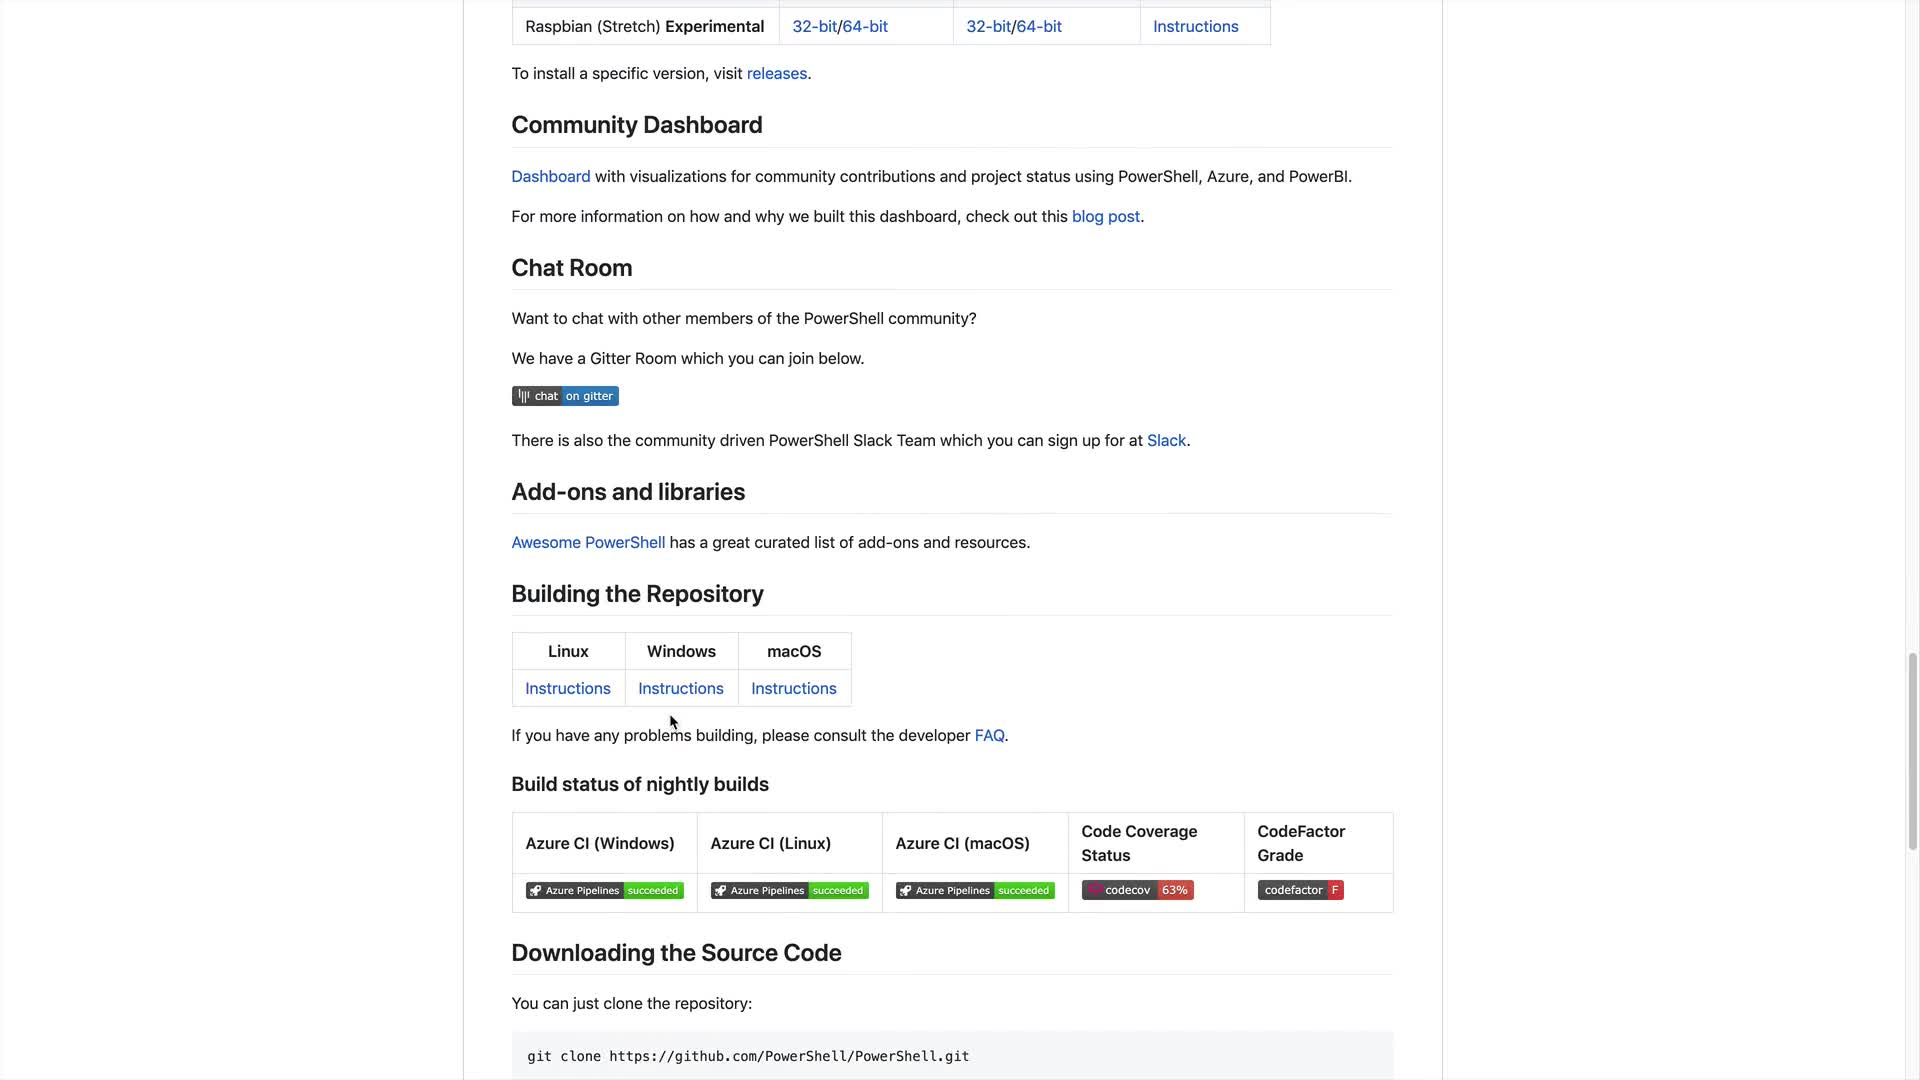 Raspbian (Stretch) Experimental 32-bit/64-bit 32-bit/64-bit Instructions
To install a specific version, visit releases.
Community Dashboard
Dashboard with visualizations for community contributions and project status using PowerShell, Azure, and PowerBI.
For more information on how and why we built this dashboard, check out this blog post.
Chat Room
Want to chat with other members of the PowerShell community?
We have a Gitter Room which you can join below.
chat on gitter
There is also the community driven PowerShell Slack Team which you can sign up for at Slack.
Add-ons and libraries
Awesome PowerShell has a great curated list of add-ons and resources.
Building the Repository
Linux Windows macOS
Instructions Instructions Instructions
If you have any problems building, please consult the developer FAQ.
Build status of nightly builds
Azure CI (Windows) Azure CI (Linux) Azure CI (macOS) Code Coverage Status CodeFactor Grade
Azure Pipelines succeeded Azure Pipelines succeeded Azure Pipelines succeeded codecov 63% codefactor F
Downloading the Source Code
You can just clone the repository:
git clone https://github.com/PowerShell/PowerShell.git